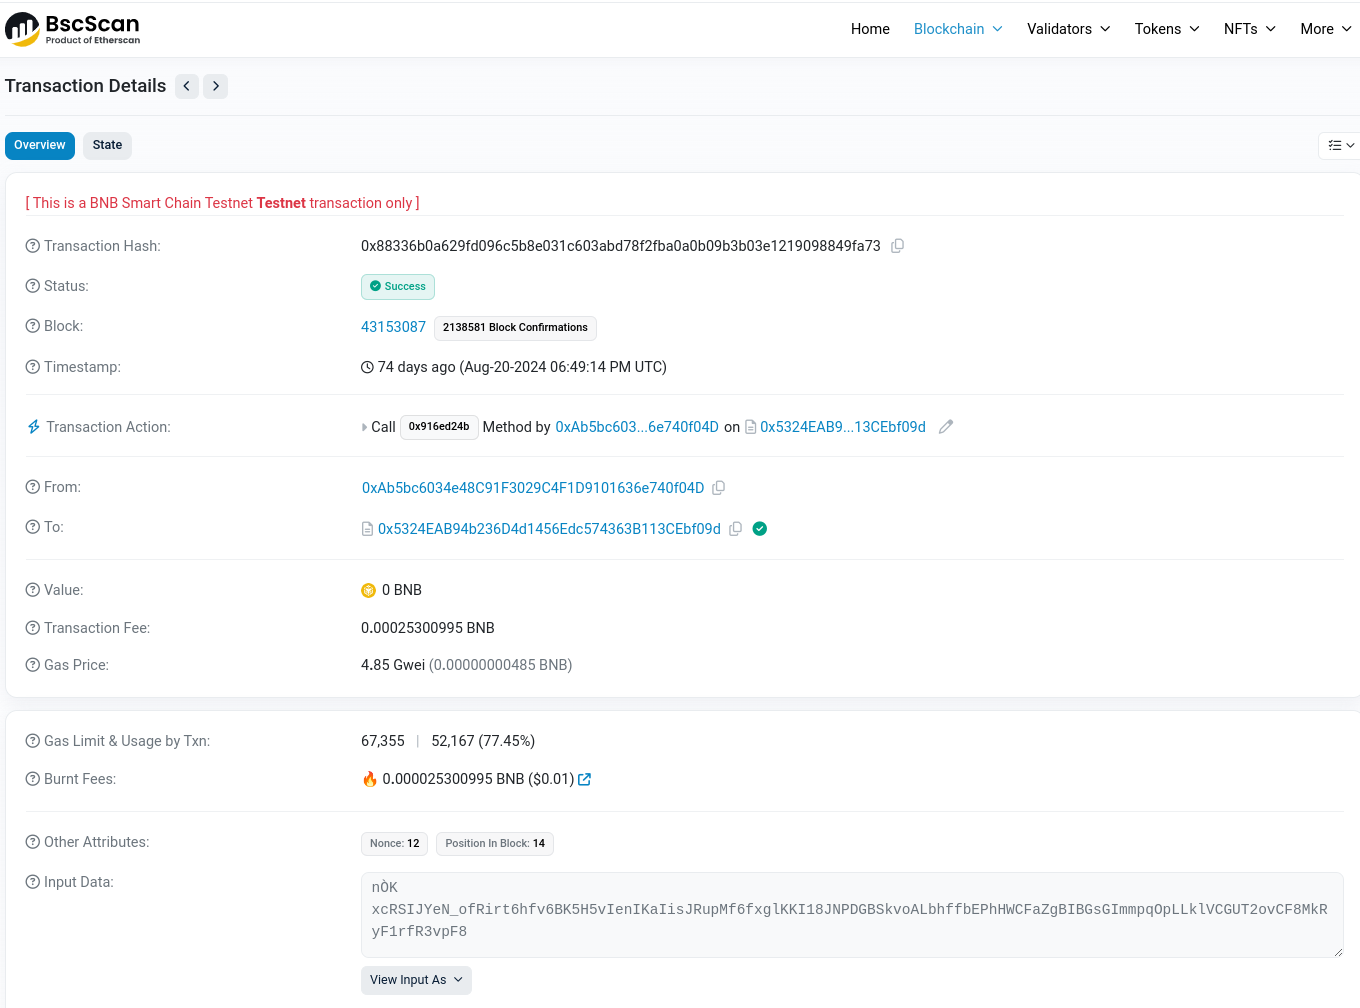 BscScan
Product of Etherscan
Home Blockchain Validators Tokens NFTs More
Transaction Details
Overview State
[ This is a BNB Smart Chain Testnet Testnet transaction only ]
Transaction Hash: 0x88336b0a629fd096c5b8e031c603abd78f2fba0a0b09b3b03e1219098849fa73
Status: Success
Block: 43153087 2138581 Block Confirmations
Timestamp: 74 days ago (Aug-20-2024 06:49:14 PM UTC)
Transaction Action: Call 0x916ed24b Method by 0xAb5bc603...6e740f04D on 0x5324EAB9...13CEbf09d
From: 0xAb5bc6034e48C91F3029C4F1D9101636e740f04D
To: 0x5324EAB94b236D4d1456Edc574363B113CEbf09d
Value: 0 BNB
Transaction Fee: 0.00025300995 BNB
Gas Price: 4.85 Gwei (0.00000000485 BNB)
Gas Limit & Usage by Txn: 67,355 | 52,167 (77.45%)
Burnt Fees: 0.000025300995 BNB ($0.01)
Other Attributes: Nonce: 12 Position In Block: 14
Input Data: nÒK
xcRSIJYeN_ofRirt6hfv6BK5H5vIenIKaIisJRupMf6fxglKKI18JNPDGBSkvoALbhffbEPhHWCFaZgBIBGsGImmpqOpLLklVCGUT2ovCF8MkR
yF1rfR3vpF8
View Input As